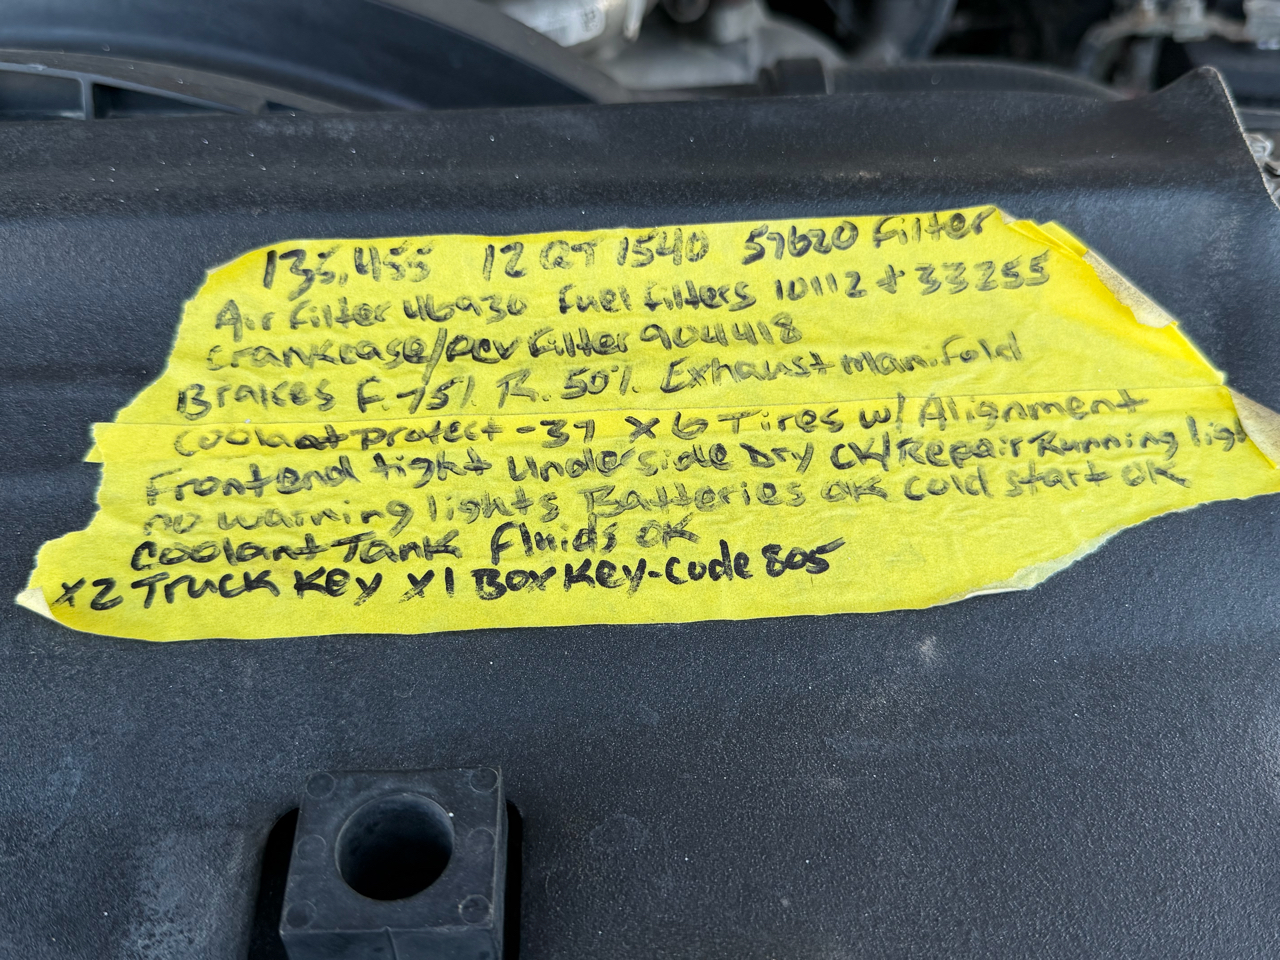 135,455 12 QT 1540 57620 Filter
Air Filter 46930 Fuel Filters 10112 + 33255
Crankcase/PCV Filter 904418
Brakes F. 75% R. 50% Exhaust Manifold
Coolant protect -37 X 6 Tires w/ Alignment
Frontend tight Underside Dry CK/Repair Running ligh
no warning lights Batteries OK cold start OK
Coolant Tank Fluids OK
X2 Truck Key X1 Box Key-Code 805